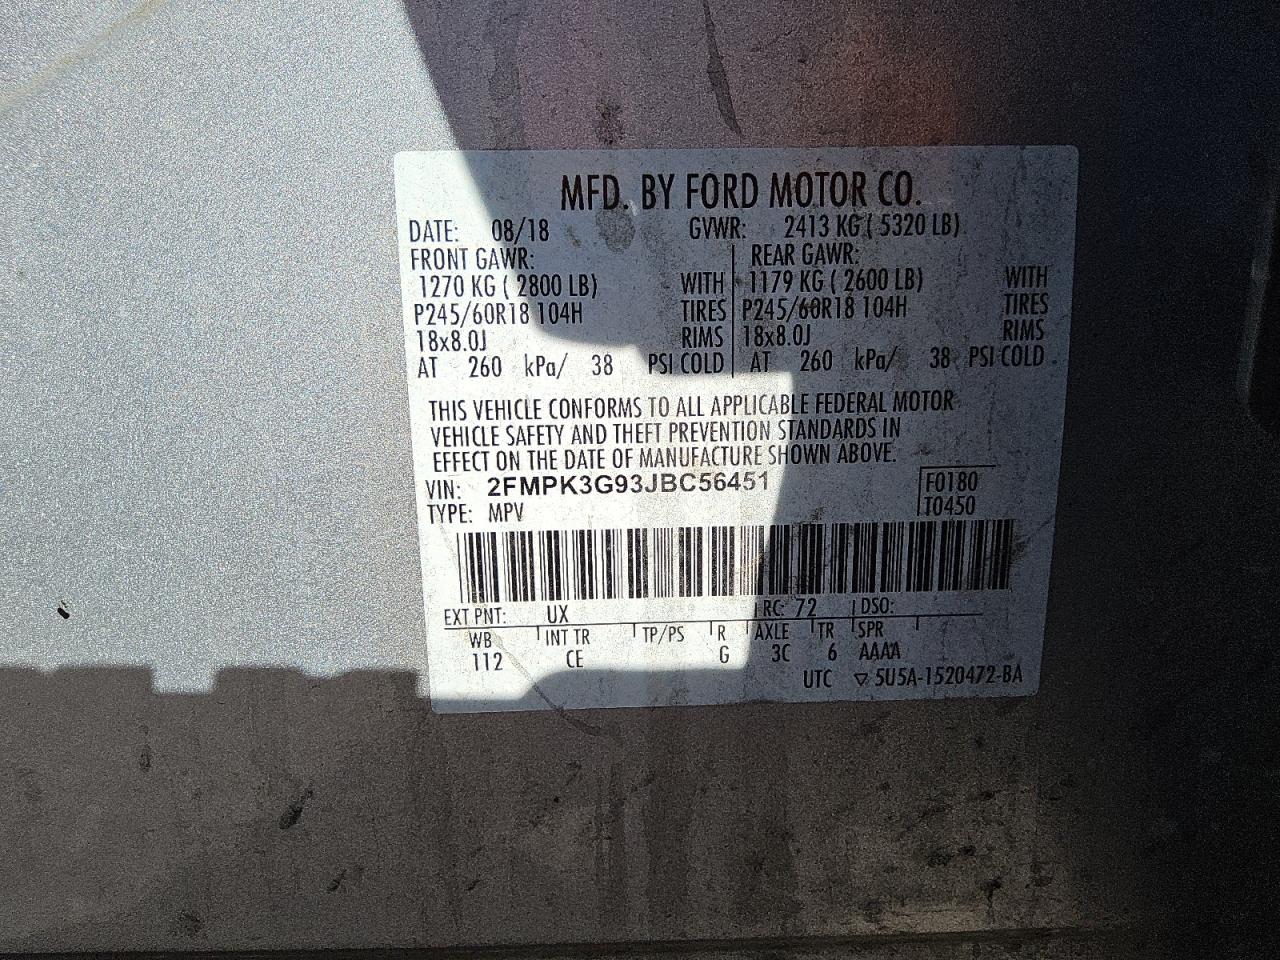 MFD. BY FORD MOTOR CO.
DATE: 08/18 GVWR: 2413 KG ( 5320 LB)
FRONT GAWR: REAR GAWR:
1270 KG ( 2800 LB) WITH 1179 KG ( 2600 LB) WITH
P245/60R18 104H TIRES P245/60R18 104H TIRES
18x8.0J RIMS 18x8.0J RIMS
AT 260 kPa/ 38 PSI COLD AT 260 kPa/ 38 PSI COLD
THIS VEHICLE CONFORMS TO ALL APPLICABLE FEDERAL MOTOR
VEHICLE SAFETY AND THEFT PREVENTION STANDARDS IN
EFFECT ON THE DATE OF MANUFACTURE SHOWN ABOVE.
VIN: 2FMPK3G93JBC56451 F0180
TYPE: MPV T0450
EXT PNT: UX RC: 72 DSO:
WB INT TR TP/PS R AXLE TR SPR
112 CE G 3C 6 AAAA
UTC ▽ 5U5A-1520472-BA